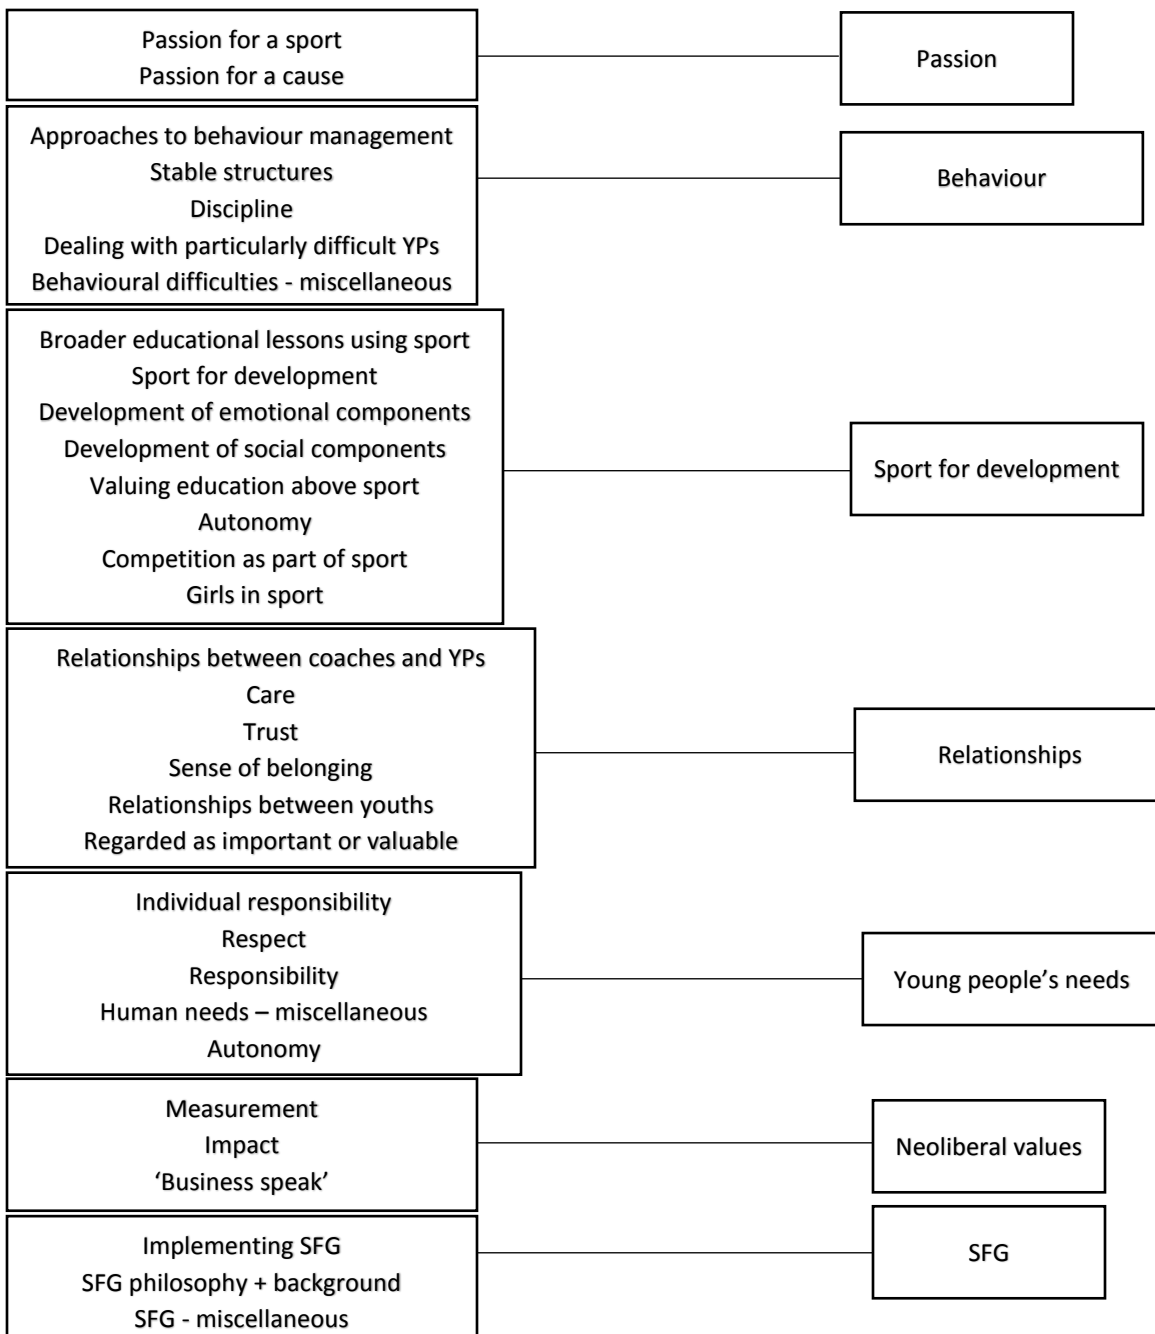 Passion for a sport
Passion for a cause
Passion
Approaches to behaviour management
Stable structures
Discipline
Dealing with particularly difficult YPs
Behavioural difficulties - miscellaneous
Behaviour
Broader educational lessons using sport
Sport for development
Development of emotional components
Development of social components
Valuing education above sport
Autonomy
Competition as part of sport
Girls in sport
Sport for development
Relationships between coaches and YPs
Care
Trust
Sense of belonging
Relationships between youths
Regarded as important or valuable
Relationships
Individual responsibility
Respect
Responsibility
Human needs – miscellaneous
Autonomy
Young people’s needs
Measurement
Impact
‘Business speak’
Neoliberal values
Implementing SFG
SFG philosophy + background
SFG - miscellaneous
SFG